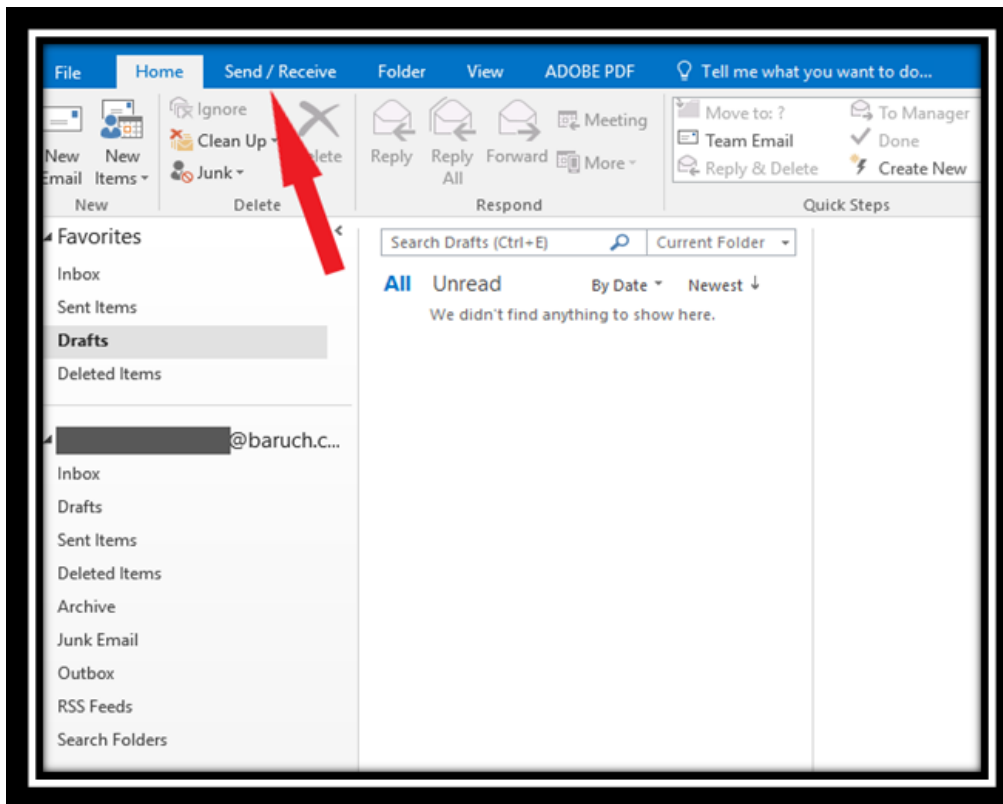 File Home Send / Receive Folder View ADOBE PDF Tell me what you want to do...
Ignore
Clean Up
Junk
New Email
New Items
Reply
Reply All
Forward
Meeting
More
Move to: ?
Team Email
Reply & Delete
To Manager
Done
Create New
New Delete Respond Quick Steps
Favorites
Inbox
Sent Items
Drafts
Deleted Items
@baruch.c...
Inbox
Drafts
Sent Items
Deleted Items
Archive
Junk Email
Outbox
RSS Feeds
Search Folders
Search Drafts (Ctrl+E) Current Folder
All Unread By Date Newest
We didn't find anything to show here.